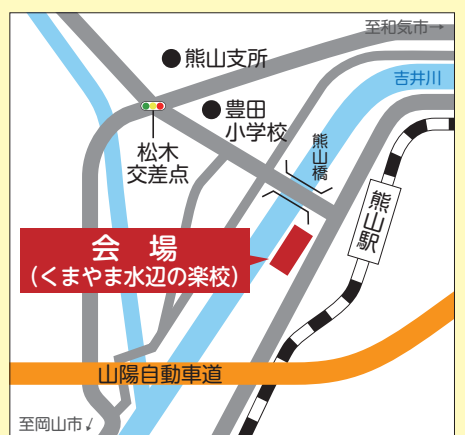 至和気市→
●熊山支所
吉井川
●豊田
小学校
松木
交差点
熊山橋
熊山駅
会 場
(くまやま水辺の楽校)
山陽自動車道
至岡山市↙